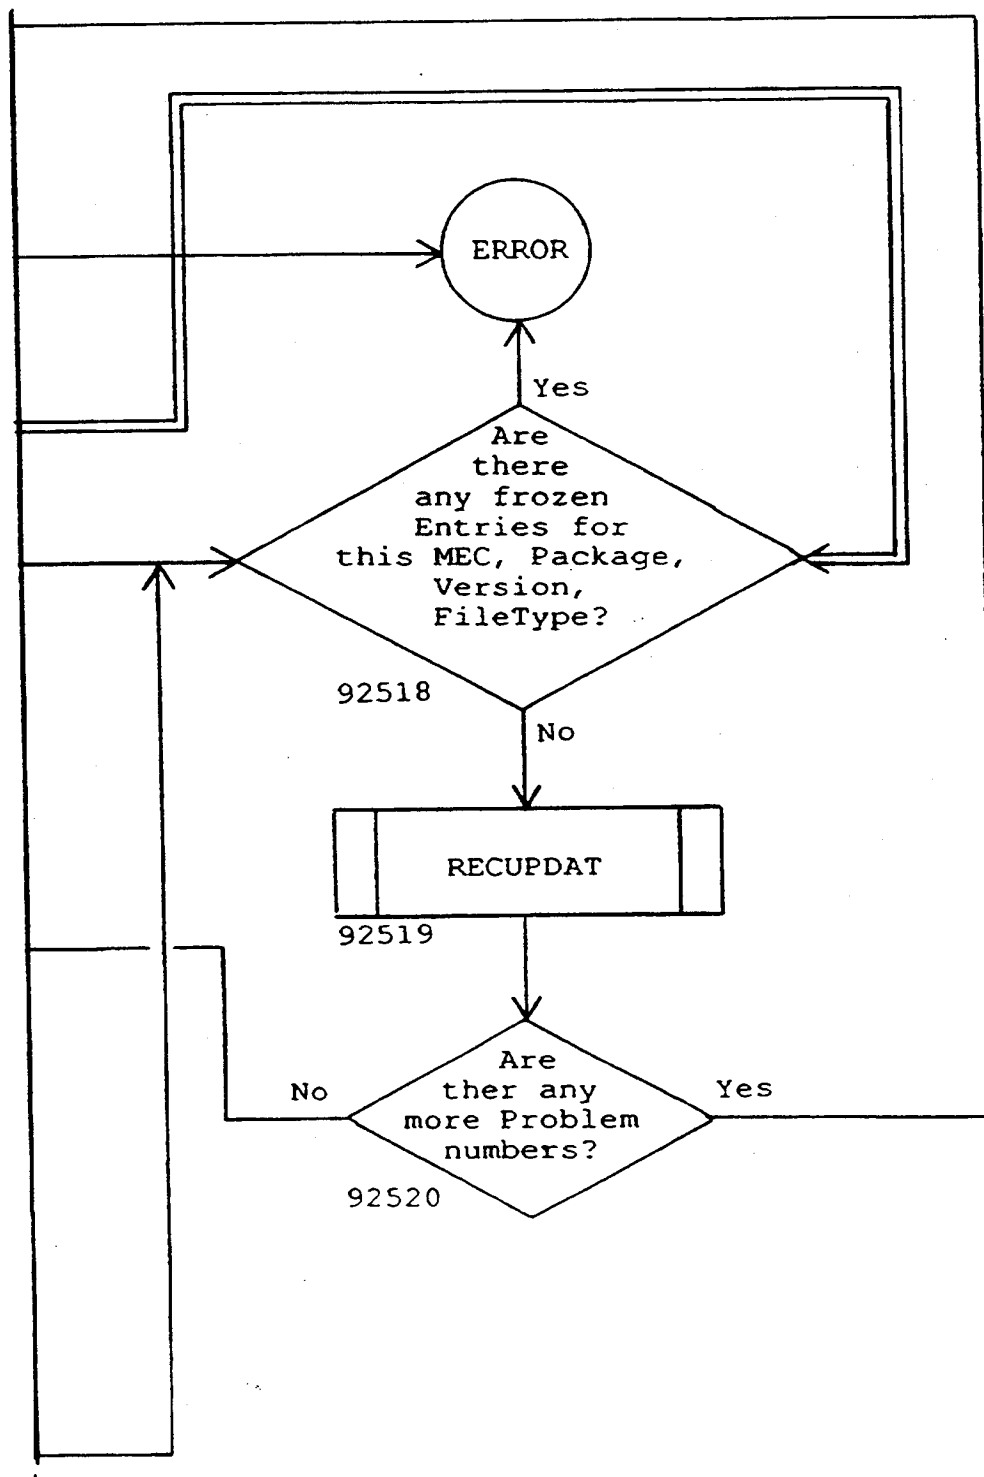 ERROR
Yes
Are
there
any frozen
Entries for
this MEC, Package,
Version,
FileType?
92518
No
RECUPDAT
92519
Are
ther any
more Problem
numbers?
No
Yes
92520